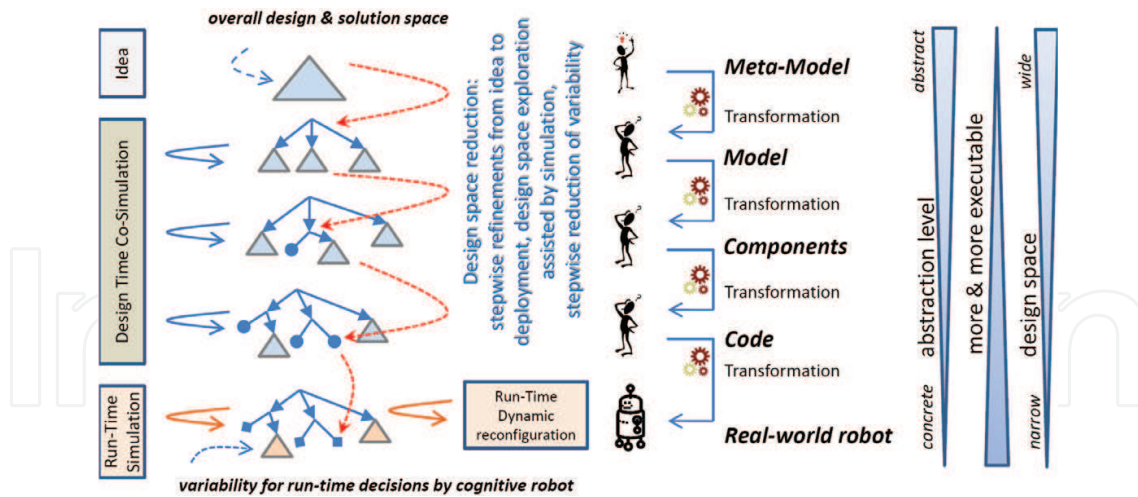 overall design & solution space
Idea
Design Time Co-Simulation
Run-Time
Simulation
Design space reduction:
stepwise refinements from idea to
deployment, design space exploration
assisted by simulation,
stepwise reduction of variability
Run-Time
Dynamic
reconfiguration
variability for run-time decisions by cognitive robot
Meta-Model
Transformation
Model
Transformation
Components
Transformation
Code
Transformation
Real-world robot
abstract
abstraction level
concrete
more & more executable
wide
design space
narrow